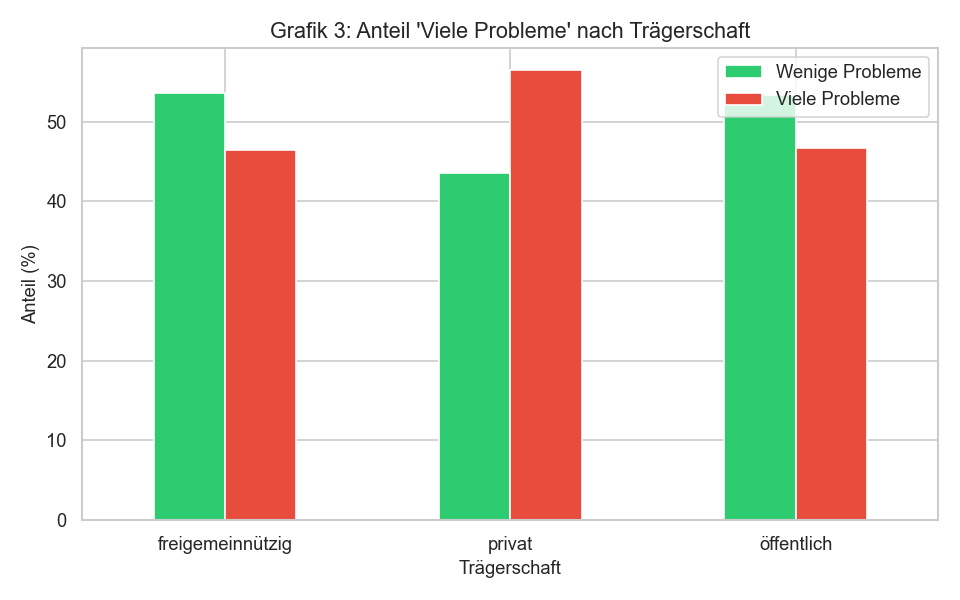 Grafik 3: Anteil 'Viele Probleme' nach Trägerschaft
Wenige Probleme
Viele Probleme
Anteil (%)
50
40
30
20
10
0
freigemeinnützig
privat
öffentlich
Trägerschaft